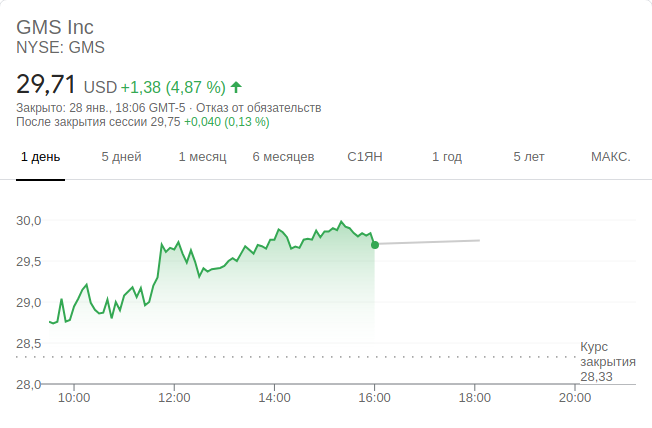 GMS Inc
NYSE: GMS
29,71 USD +1,38 (4,87 %)
Закрыто: 28 янв., 18:06 GMT-5 · Отказ от обязательств
После закрытия сессии 29,75 +0,040 (0,13 %)
1 день 5 дней 1 месяц 6 месяцев С1ЯН 1 год 5 лет МАКС.
30,0
29,5
29,0
28,5
Курс
закрытия
28,33
28,0
10:00 12:00 14:00 16:00 18:00 20:00